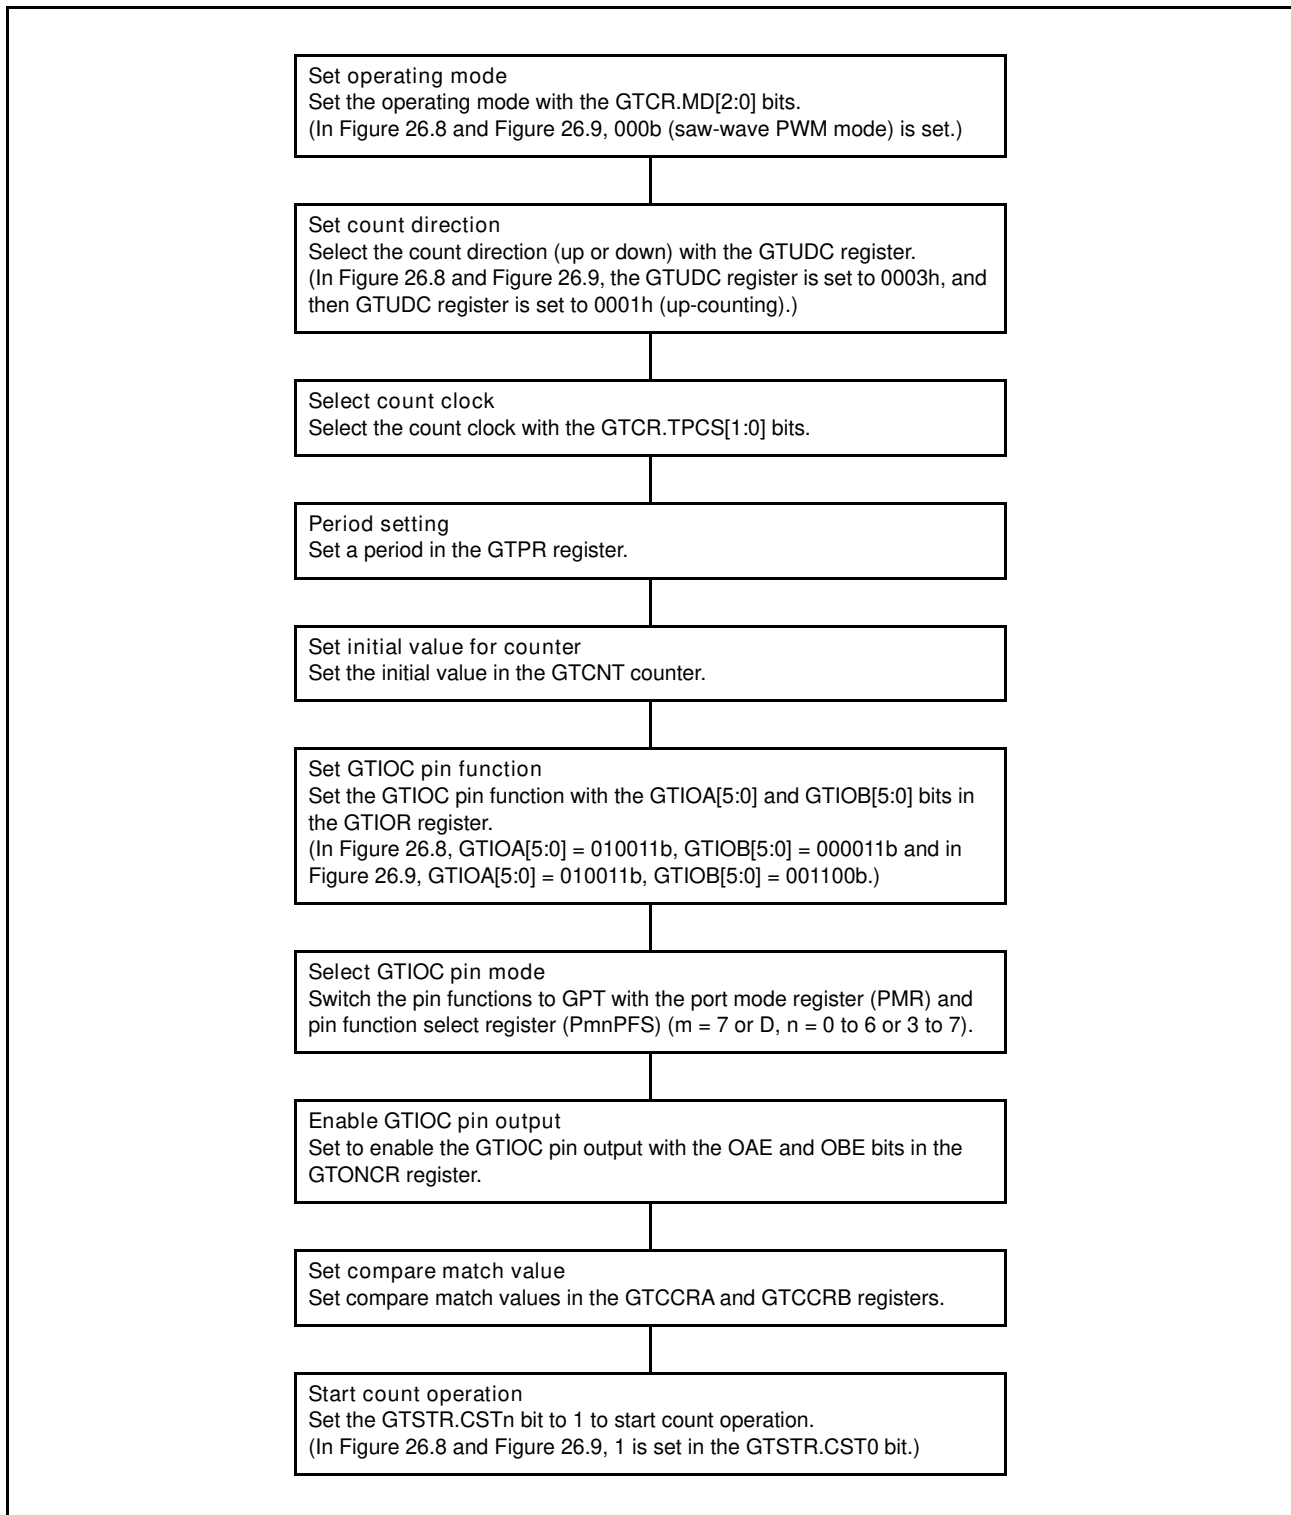 Set operating mode
Set the operating mode with the GTCR.MD[2:0] bits.
(In Figure 26.8 and Figure 26.9, 000b (saw-wave PWM mode) is set.)
Set count direction
Select the count direction (up or down) with the GTUDC register.
(In Figure 26.8 and Figure 26.9, the GTUDC register is set to 0003h, and
then GTUDC register is set to 0001h (up-counting).)
Select count clock
Select the count clock with the GTCR.TPCS[1:0] bits.
Period setting
Set a period in the GTPR register.
Set initial value for counter
Set the initial value in the GTCNT counter.
Set GTIOC pin function
Set the GTIOC pin function with the GTIOA[5:0] and GTIOB[5:0] bits in
the GTIOR register.
(In Figure 26.8, GTIOA[5:0] = 010011b, GTIOB[5:0] = 000011b and in
Figure 26.9, GTIOA[5:0] = 010011b, GTIOB[5:0] = 001100b.)
Select GTIOC pin mode
Switch the pin functions to GPT with the port mode register (PMR) and
pin function select register (PmnPFS) (m = 7 or D, n = 0 to 6 or 3 to 7).
Enable GTIOC pin output
Set to enable the GTIOC pin output with the OAE and OBE bits in the
GTONCR register.
Set compare match value
Set compare match values in the GTCCRA and GTCCRB registers.
Start count operation
Set the GTSTR.CSTn bit to 1 to start count operation.
(In Figure 26.8 and Figure 26.9, 1 is set in the GTSTR.CST0 bit.)